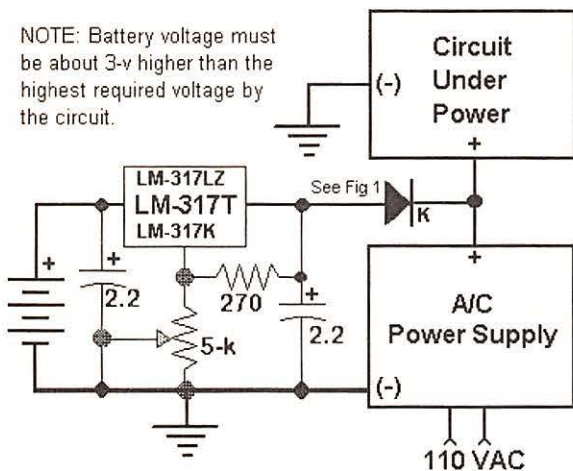 NOTE: Battery voltage must
be about 3-v higher than the
highest required voltage by
the circuit.
Circuit
Under
Power
(-)
+
LM-317LZ
LM-317T
LM-317K
See Fig 1
K
+
+
2.2
270
+
2.2
5-k
+
A/C
Power Supply
(-)
110 VAC